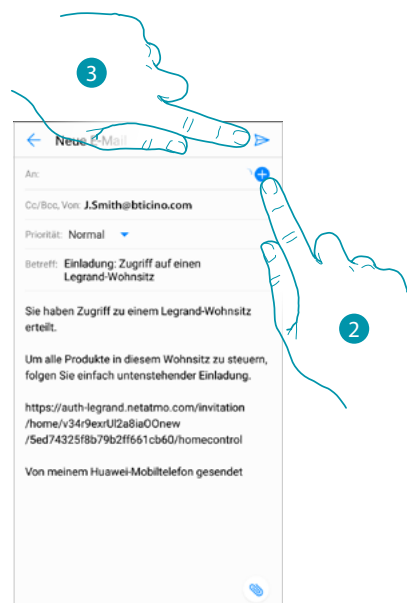 3
Neue E-Mail
An:
Cc/Bcc, Von: J.Smith@bticino.com
Priorität: Normal
Betreff: Einladung: Zugriff auf einen
Legrand-Wohnsitz
Sie haben Zugriff zu einem Legrand-Wohnsitz
erteilt.
Um alle Produkte in diesem Wohnsitz zu steuern,
folgen Sie einfach untenstehender Einladung.
2
https://auth-legrand.netatmo.com/invitation
/home/v34r9exrUl2a8iaOOnew
/5ed74325f8b79b2ff661cb60/homecontrol
Von meinem Huawei-Mobiltelefon gesendet